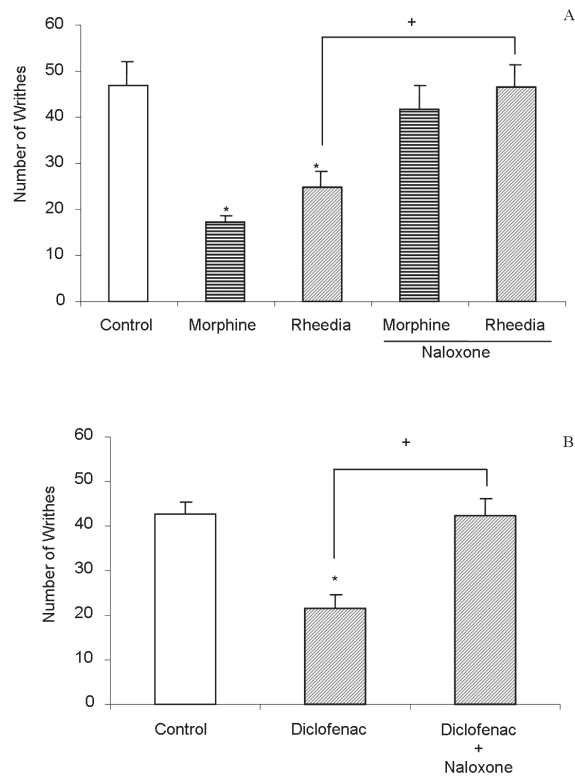 A
+
60
50
40
30
20
10
0
Number of Writhes
*
*
Control Morphine Rheedia Morphine Rheedia
Naloxone
B
+
60
50
40
30
20
10
0
Number of Writhes
*
Control Diclofenac Diclofenac
+
Naloxone